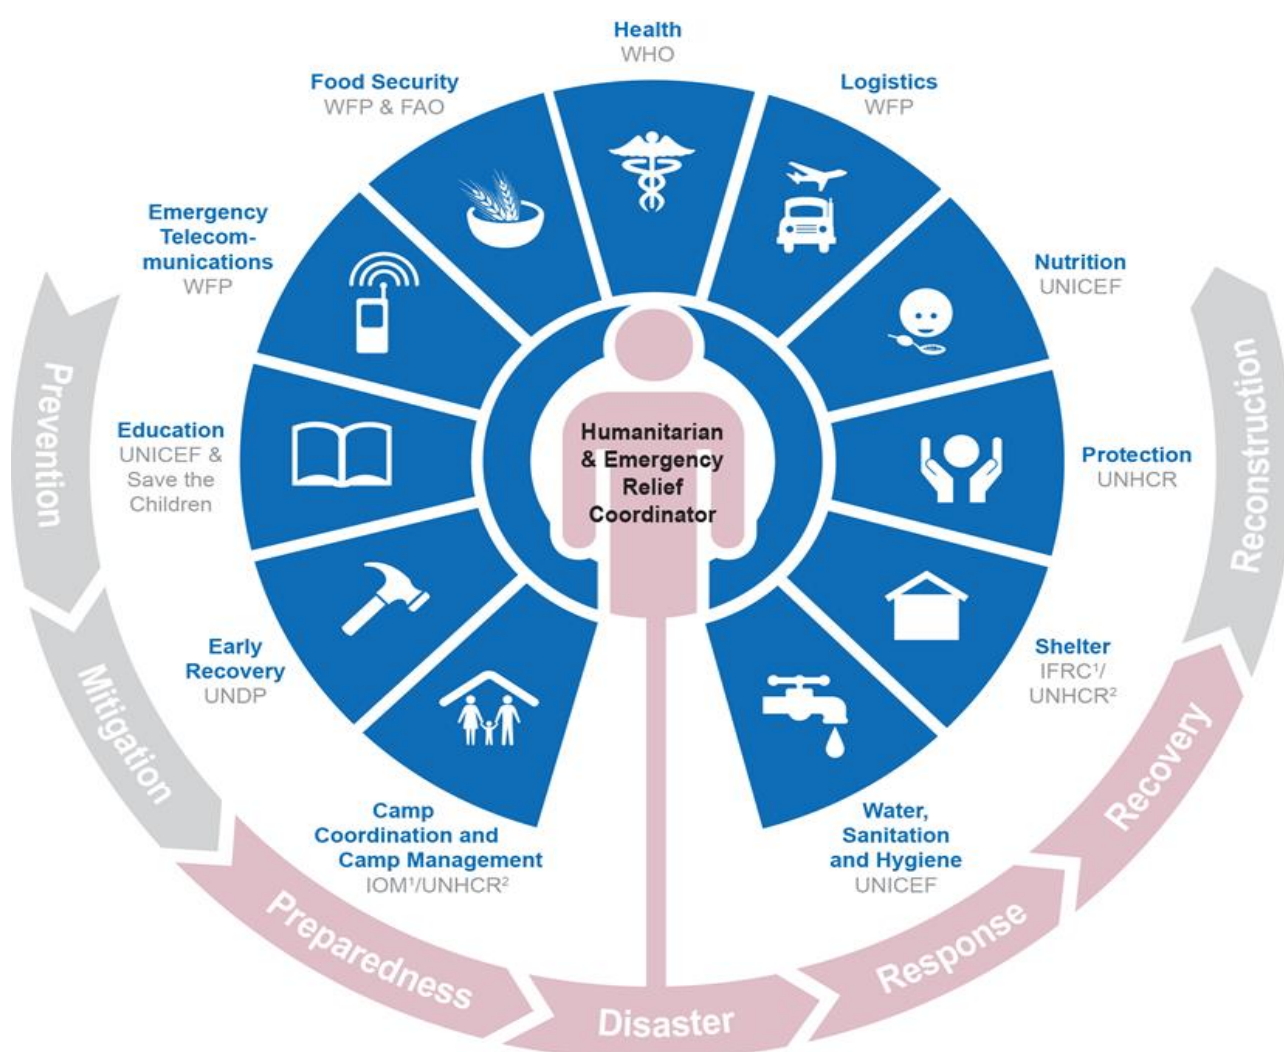 Health
WHO
Food Security
WFP & FAO
Logistics
WFP
Emergency
Telecom-
munications
WFP
Nutrition
UNICEF
Education
UNICEF &
Save the
Children
Humanitarian
& Emergency
Relief
Coordinator
Protection
UNHCR
Early
Recovery
UNDP
Shelter
IFRC¹/
UNHCR²
Camp
Coordination and
Camp Management
IOM¹/UNHCR²
Water,
Sanitation
and Hygiene
UNICEF
Prevention
Mitigation
Preparedness
Disaster
Response
Recovery
Reconstruction